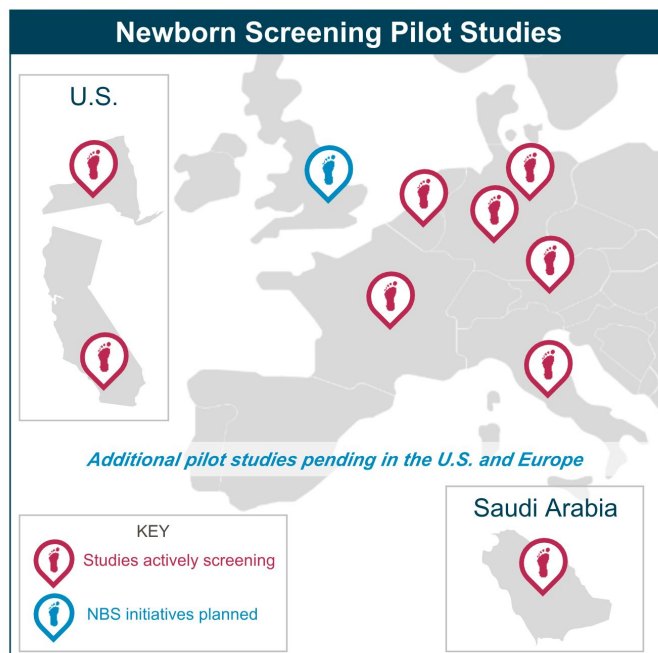 Newborn Screening Pilot Studies
U.S.
Additional pilot studies pending in the U.S. and Europe
Saudi Arabia
KEY
Studies actively screening
NBS initiatives planned